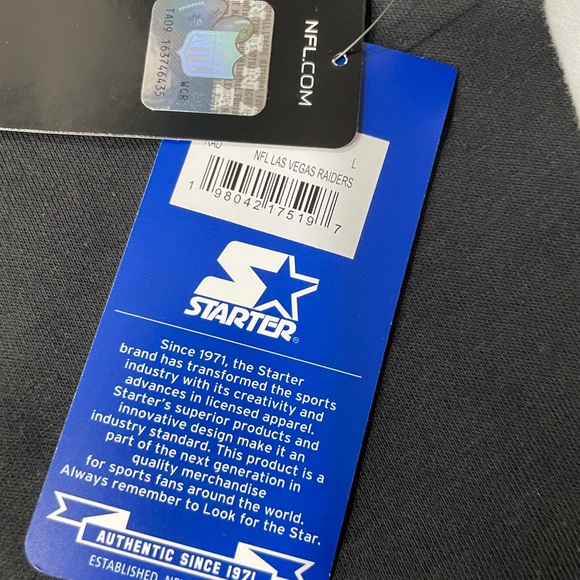 TA09 163746435
WCR
NFL
NFL.COM
RAD
L
NFL LAS VEGAS RAIDERS
1 98042 17519 7
STARTER®
Since 1971, the Starter
brand has transformed the sports
industry with its creativity and
advances in licensed apparel.
Starter's superior products and
innovative design make it an
industry standard. This product is a
part of the next generation in
quality merchandise
for sports fans around the world.
Always remember to Look for the Star.
AUTHENTIC SINCE 1971
ESTABLISHED